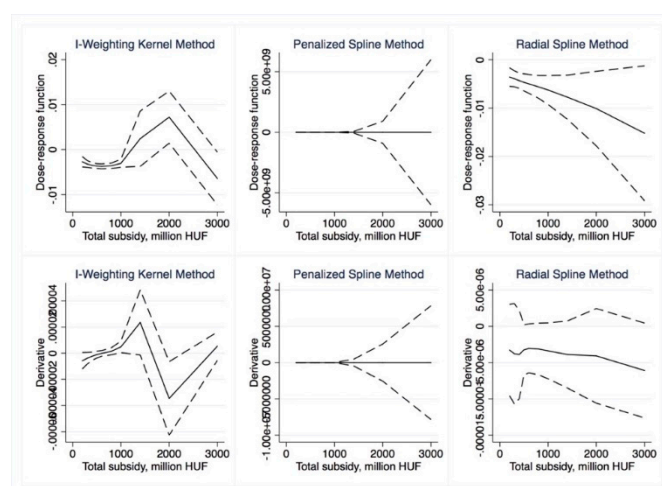 I-Weighting Kernel Method
Dose-response function
.02
.01
0
-.01
0 1000 2000 3000
Total subsidy, million HUF
Penalized Spline Method
Dose-response function
5.00e+09
0
-5.00e+09
0 1000 2000 3000
Total subsidy, million HUF
Radial Spline Method
Dose-response function
0
-.01
-.02
-.03
0 1000 2000 3000
Total subsidy, million HUF
I-Weighting Kernel Method
Derivative
0
0 1000 2000 3000
Total subsidy, million HUF
Penalized Spline Method
Derivative
0
0 1000 2000 3000
Total subsidy, million HUF
Radial Spline Method
Derivative
5.00e-06
0
0 1000 2000 3000
Total subsidy, million HUF